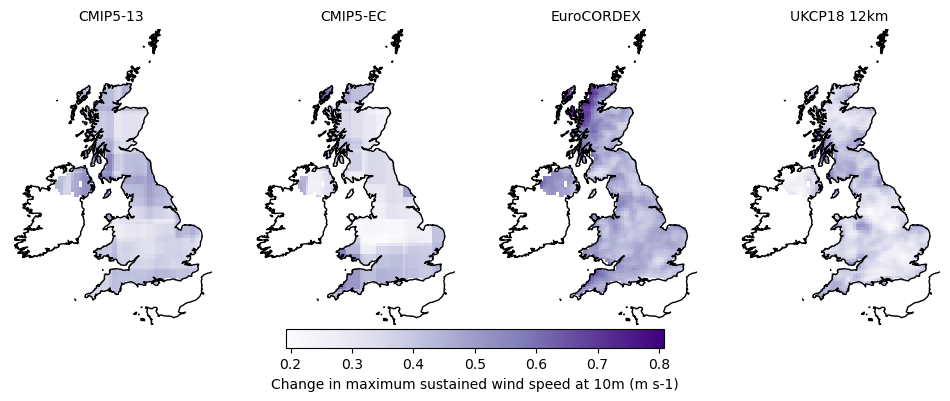 CMIP5-13 CMIP5-EC EuroCORDEX UKCP18 12km
0.2 0.3 0.4 0.5 0.6 0.7 0.8
Change in maximum sustained wind speed at 10m (m s-1)